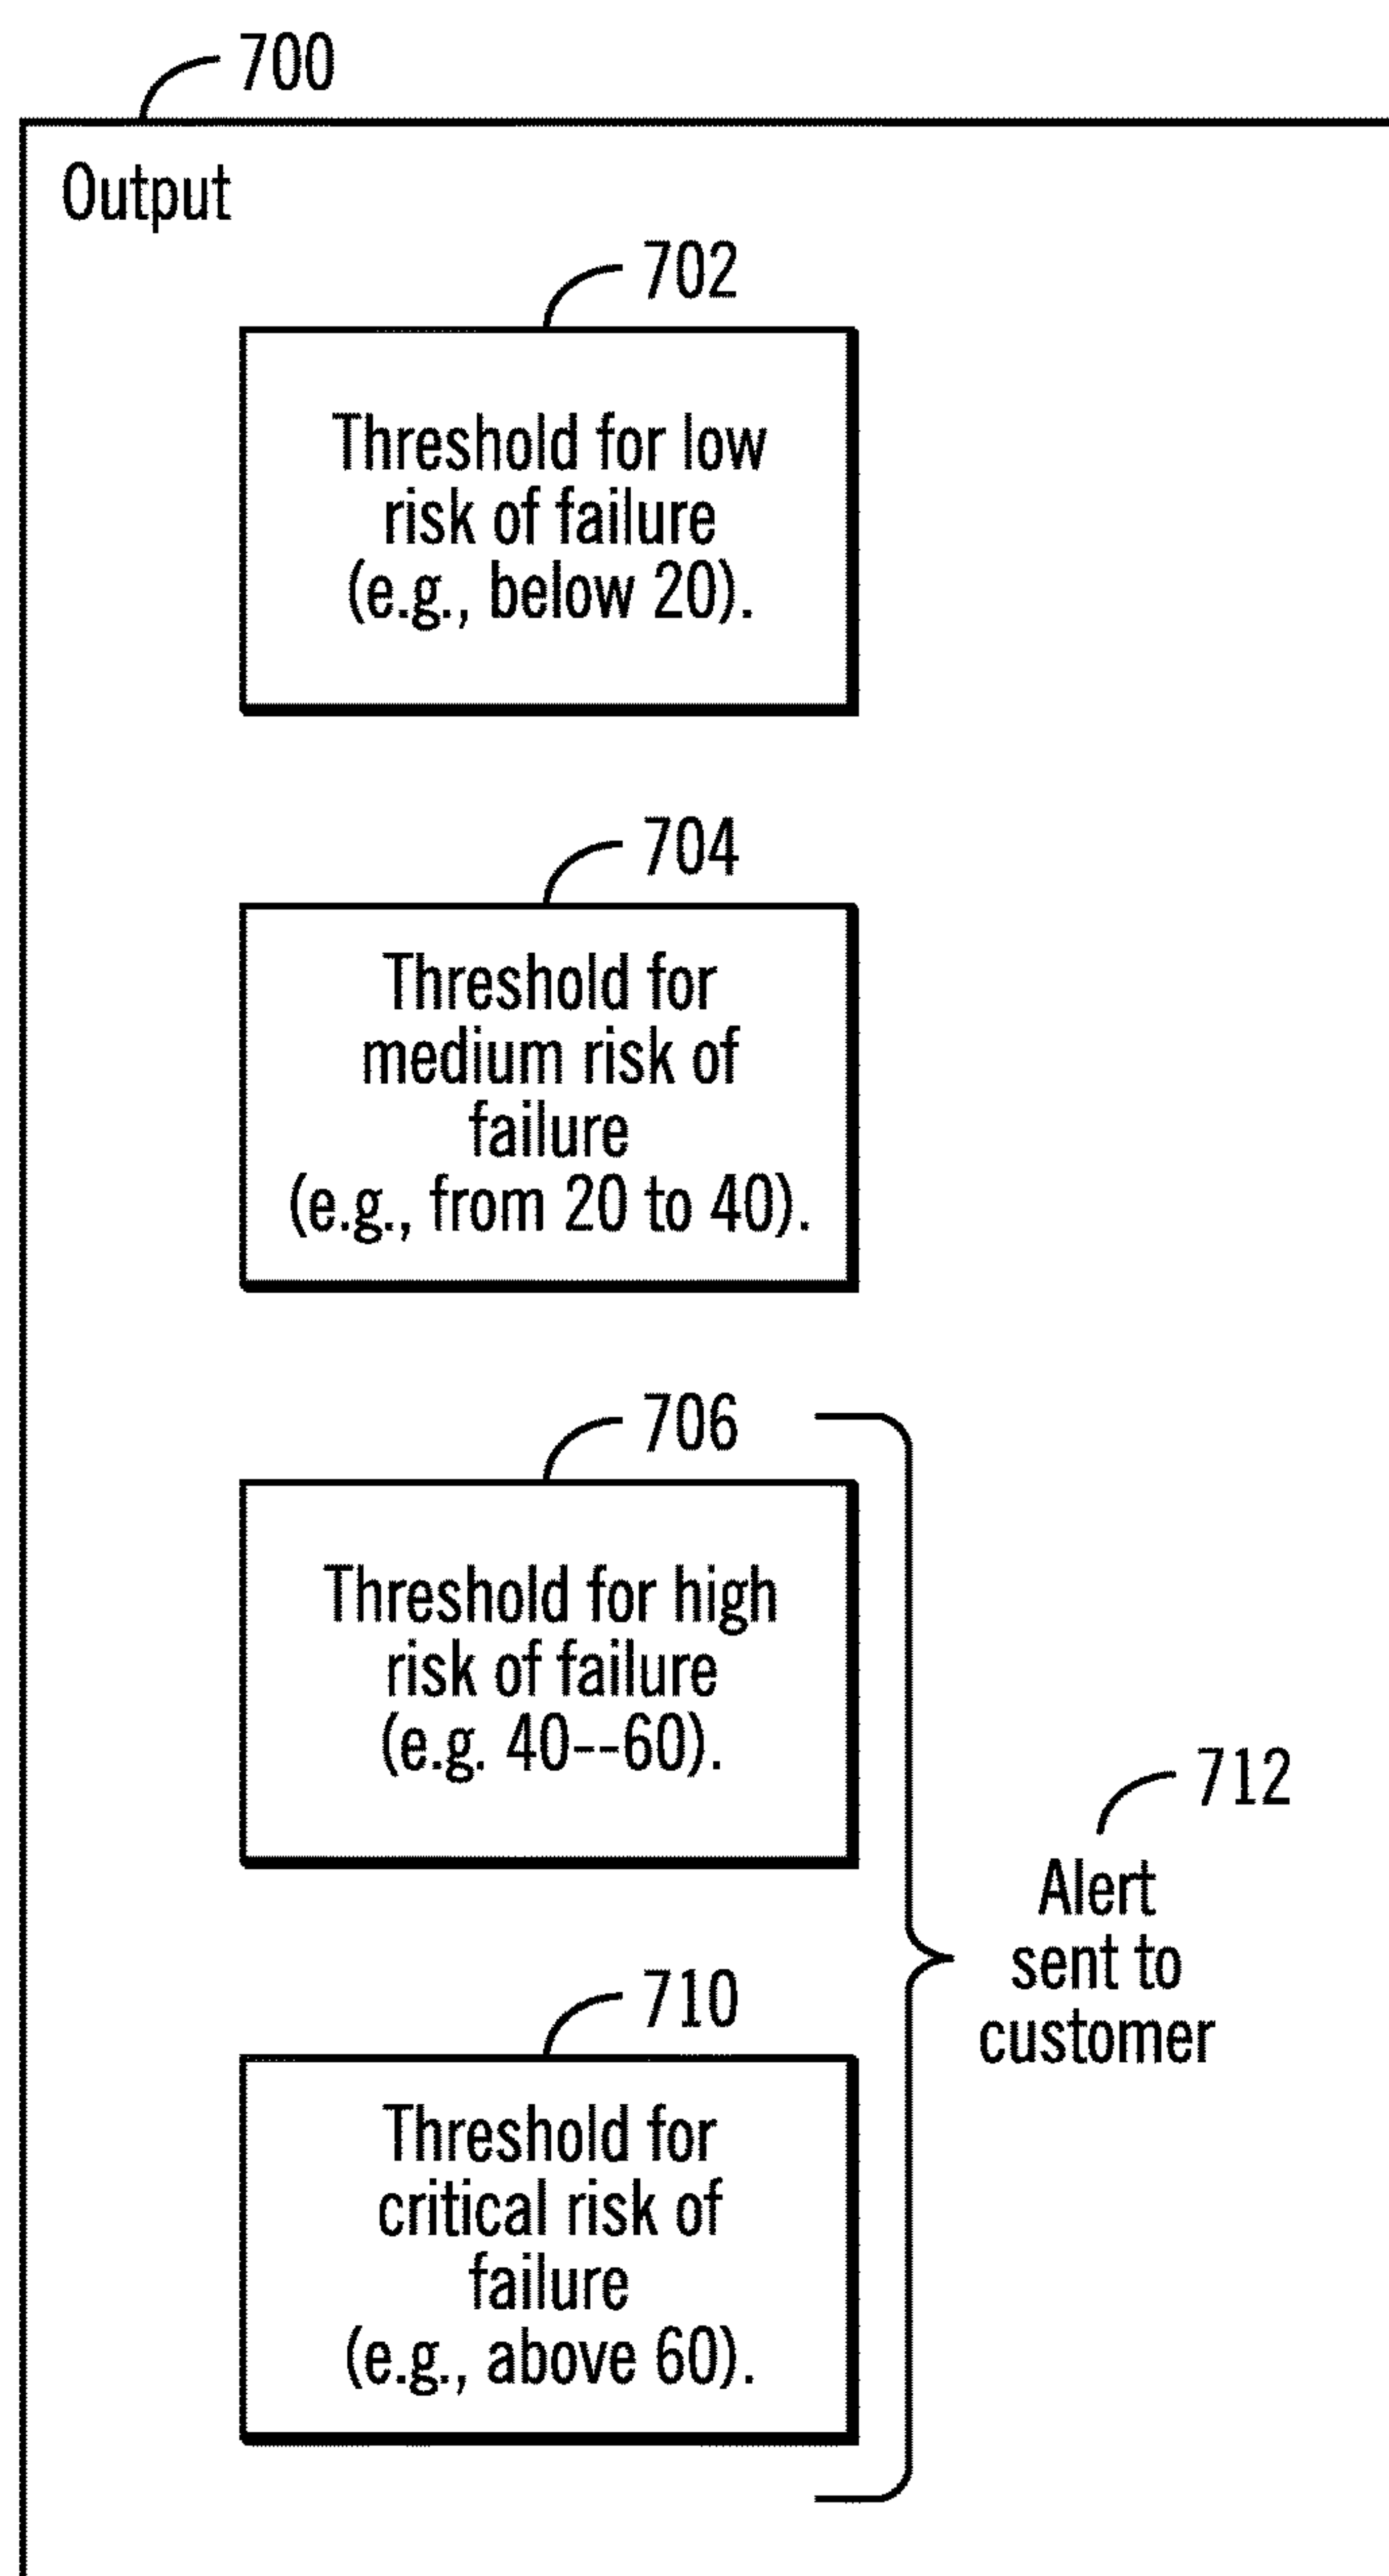 700
Output
702
Threshold for low
risk of failure
(e.g., below 20).
704
Threshold for
medium risk of
failure
(e.g., from 20 to 40).
706
Threshold for high
risk of failure
(e.g. 40--60).
712
Alert
sent to
customer
710
Threshold for
critical risk of
failure
(e.g., above 60).